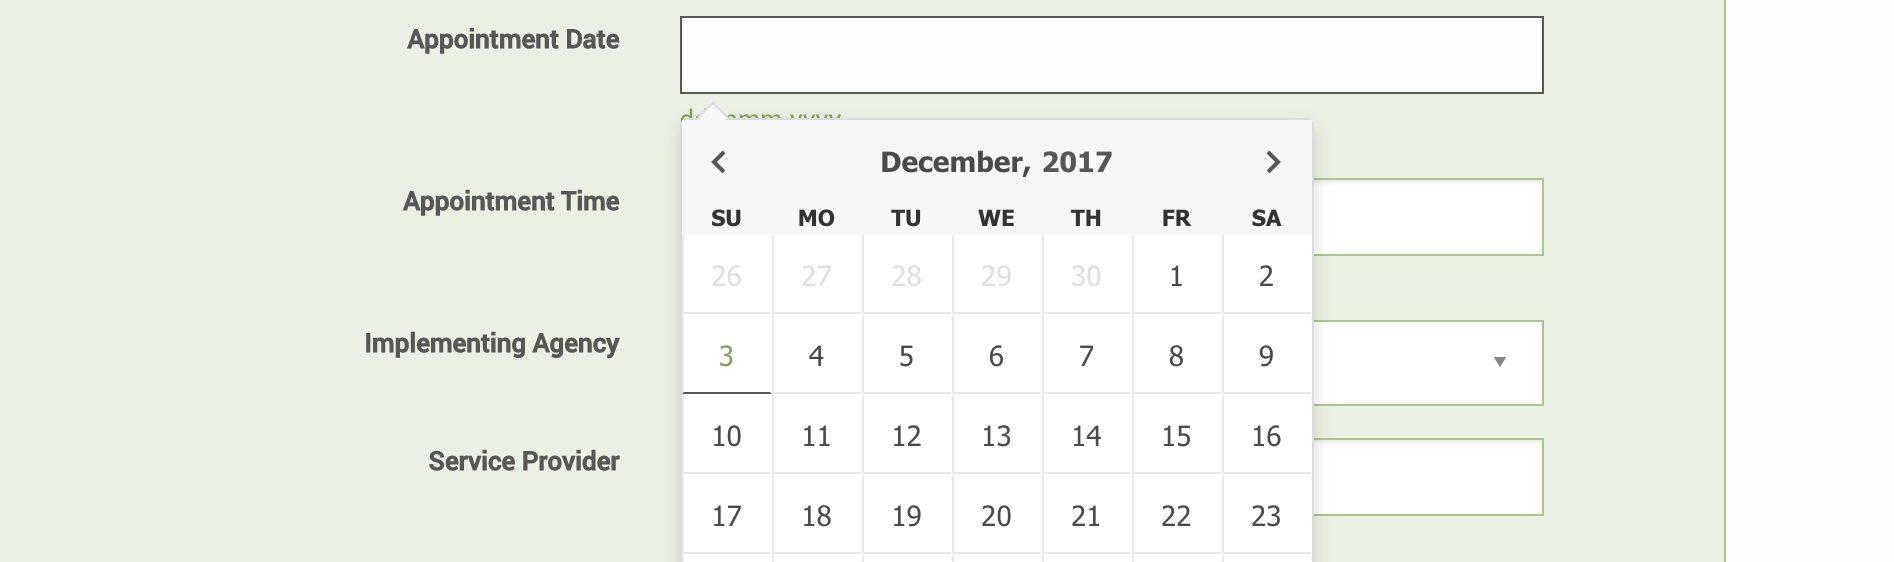 Appointment Date
December, 2017
Appointment Time
SU MO TU WE TH FR SA
26 27 28 29 30 1 2
Implementing Agency
3 4 5 6 7 8 9
10 11 12 13 14 15 16
Service Provider
17 18 19 20 21 22 23